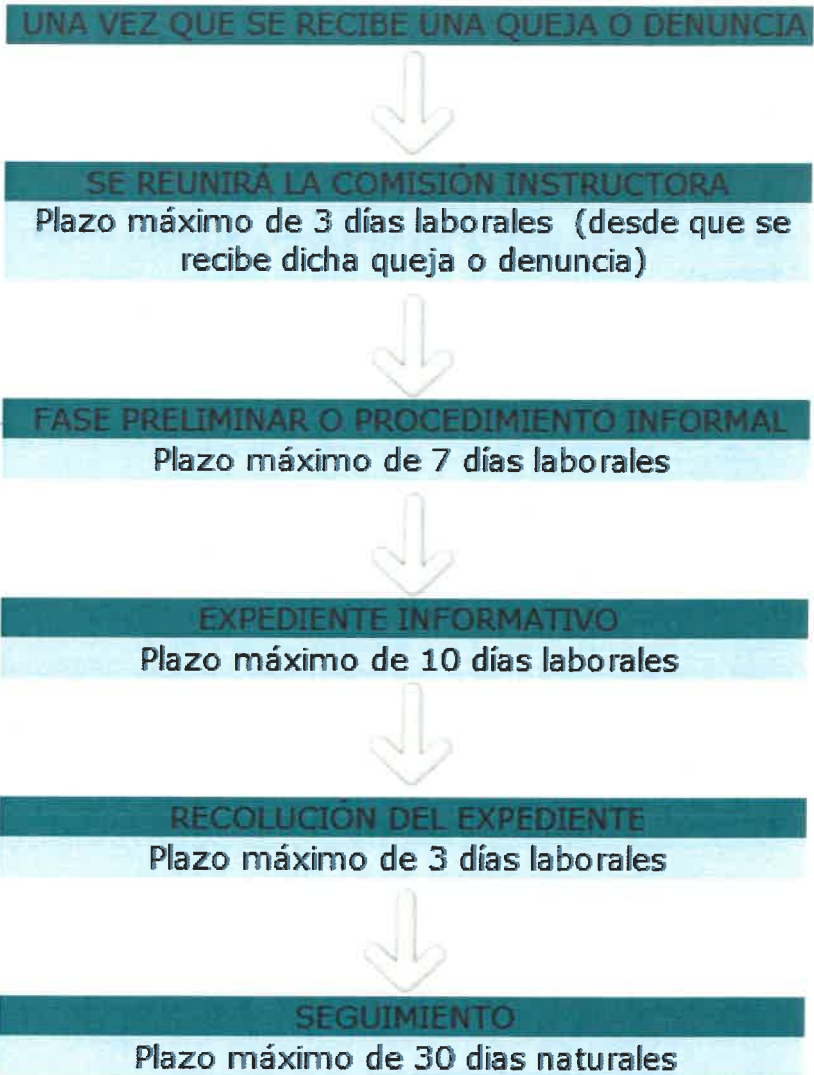 UNA VEZ QUE SE RECIBE UNA QUEJA O DENUNCIA
SE REUNIRÁ LA COMISIÓN INSTRUCTORA
Plazo máximo de 3 días laborales (desde que se
recibe dicha queja o denuncia)
FASE PRELIMINAR O PROCEDIMIENTO INFORMAL
Plazo máximo de 7 días laborales
EXPEDIENTE INFORMATIVO
Plazo máximo de 10 días laborales
RECOLUCIÓN DEL EXPEDIENTE
Plazo máximo de 3 días laborales
SEGUIMIENTO
Plazo máximo de 30 dias naturales